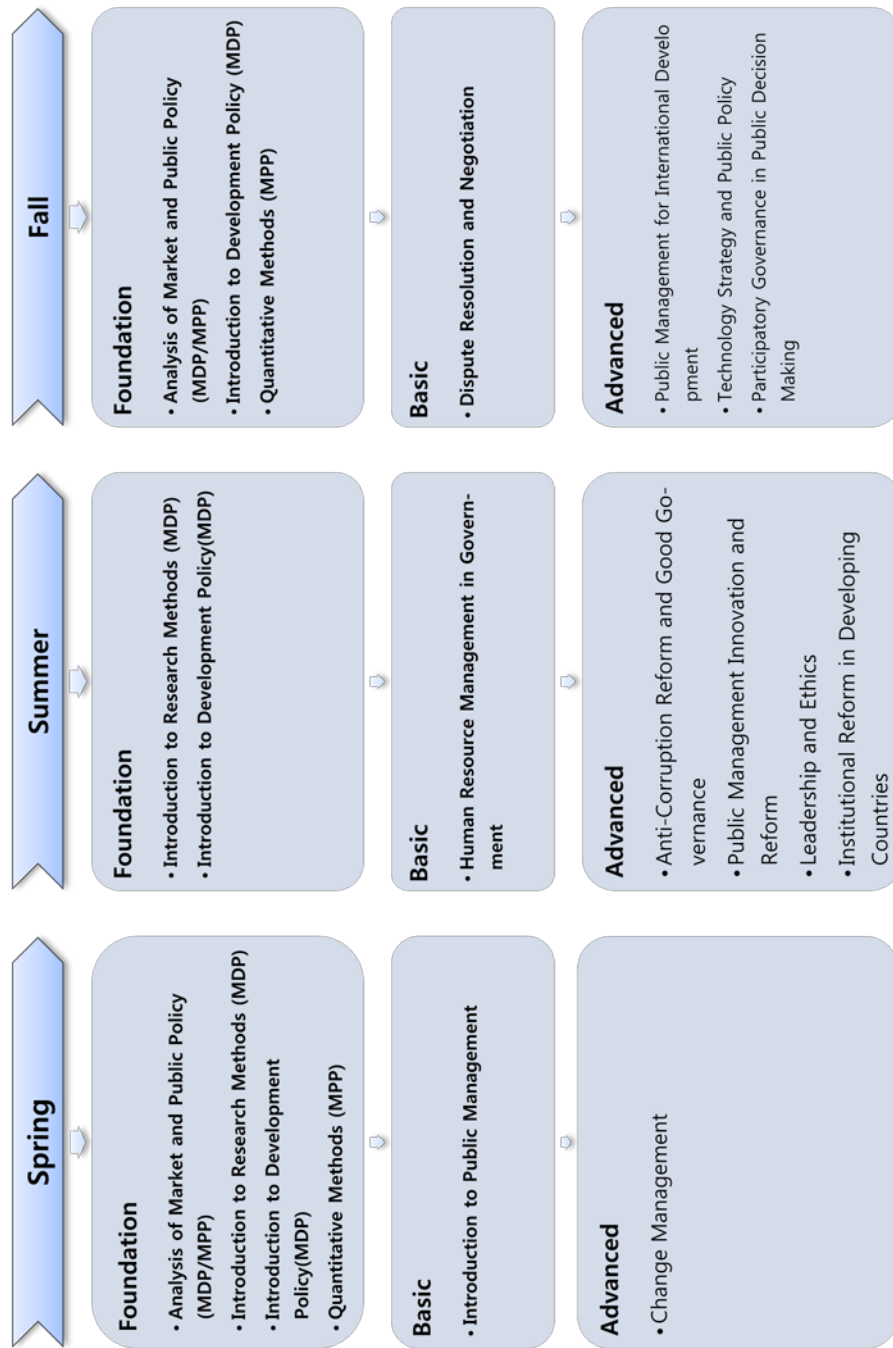 Spring
Foundation
• Analysis of Market and Public Policy
(MDP/MPP)
• Introduction to Research Methods (MDP)
• Introduction to Development
Policy(MDP)
• Quantitative Methods (MPP)
Basic
• Introduction to Public Management
Advanced
• Change Management
Summer
Foundation
• Introduction to Research Methods (MDP)
• Introduction to Development Policy(MDP)
Basic
• Human Resource Management in Govern-
ment
Advanced
• Anti-Corruption Reform and Good Go-
vernance
• Public Management Innovation and
Reform
• Leadership and Ethics
• Institutional Reform in Developing
Countries
Fall
Foundation
• Analysis of Market and Public Policy
(MDP/MPP)
• Introduction to Development Policy (MDP)
• Quantitative Methods (MPP)
Basic
• Dispute Resolution and Negotiation
Advanced
• Public Management for International Develo
pment
• Technology Strategy and Public Policy
• Participatory Governance in Public Decision
Making